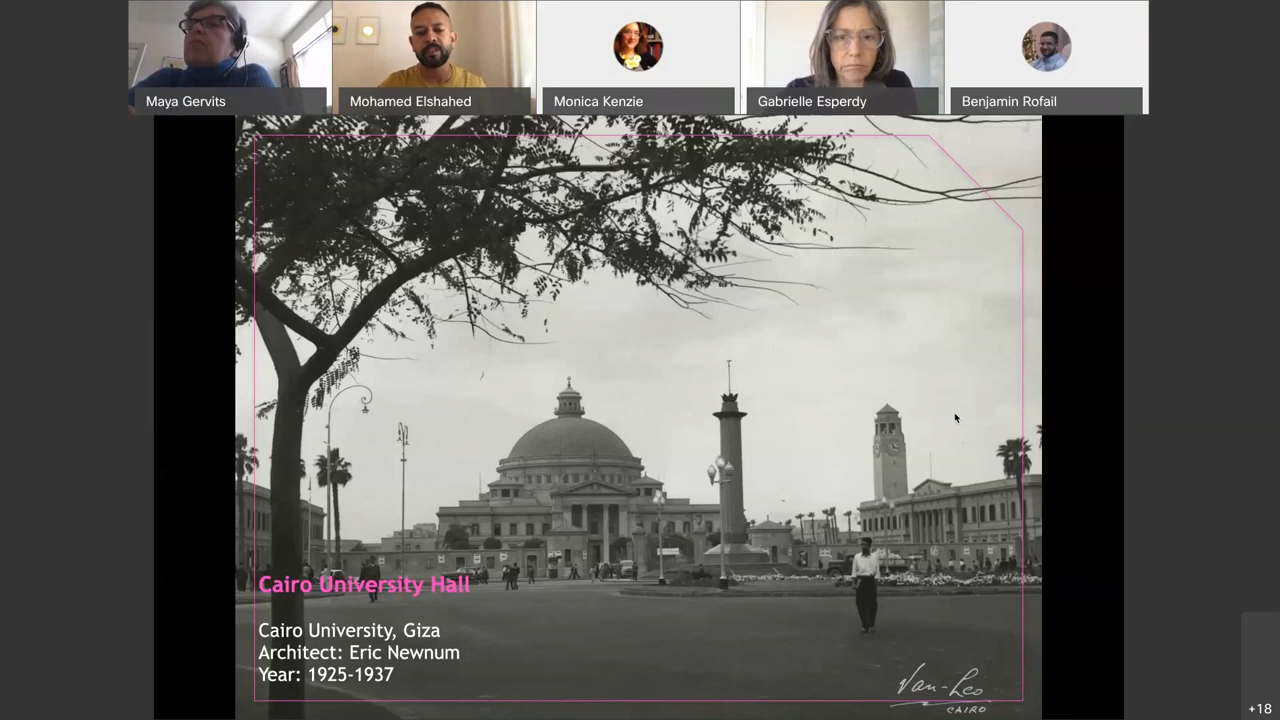 Maya Gervits
Mohamed Elshahed
Monica Kenzie
Gabrielle Esperdy
Benjamin Rofail
Cairo University Hall
Cairo University, Giza
Architect: Eric Newnum
Year: 1925-1937
Van-Leo
CAIRO
+18